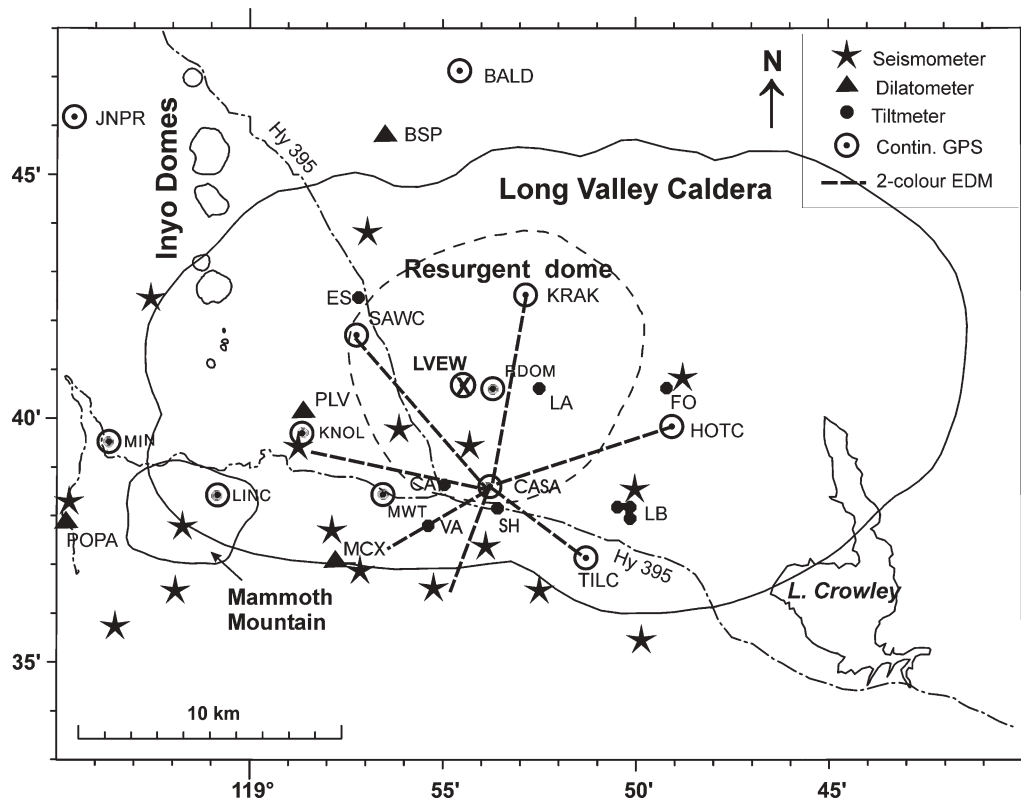 BALD
N
Seismometer
Dilatometer
Tiltmeter
Contin. GPS
2-colour EDM
JNPR
Inyo Domes
Hy 395
BSP
45'
Long Valley Caldera
Resurgent dome
ES
KRAK
SAWC
LVEW
X
RDOM
LA
FO
PLV
40'
KNOL
HOTC
MIN
CA
CASA
LINC
MWT
SH
LB
VA
POPA
MCX
Hy 395
TILC
L. Crowley
Mammoth
Mountain
35'
10 km
119°
55'
50'
45'